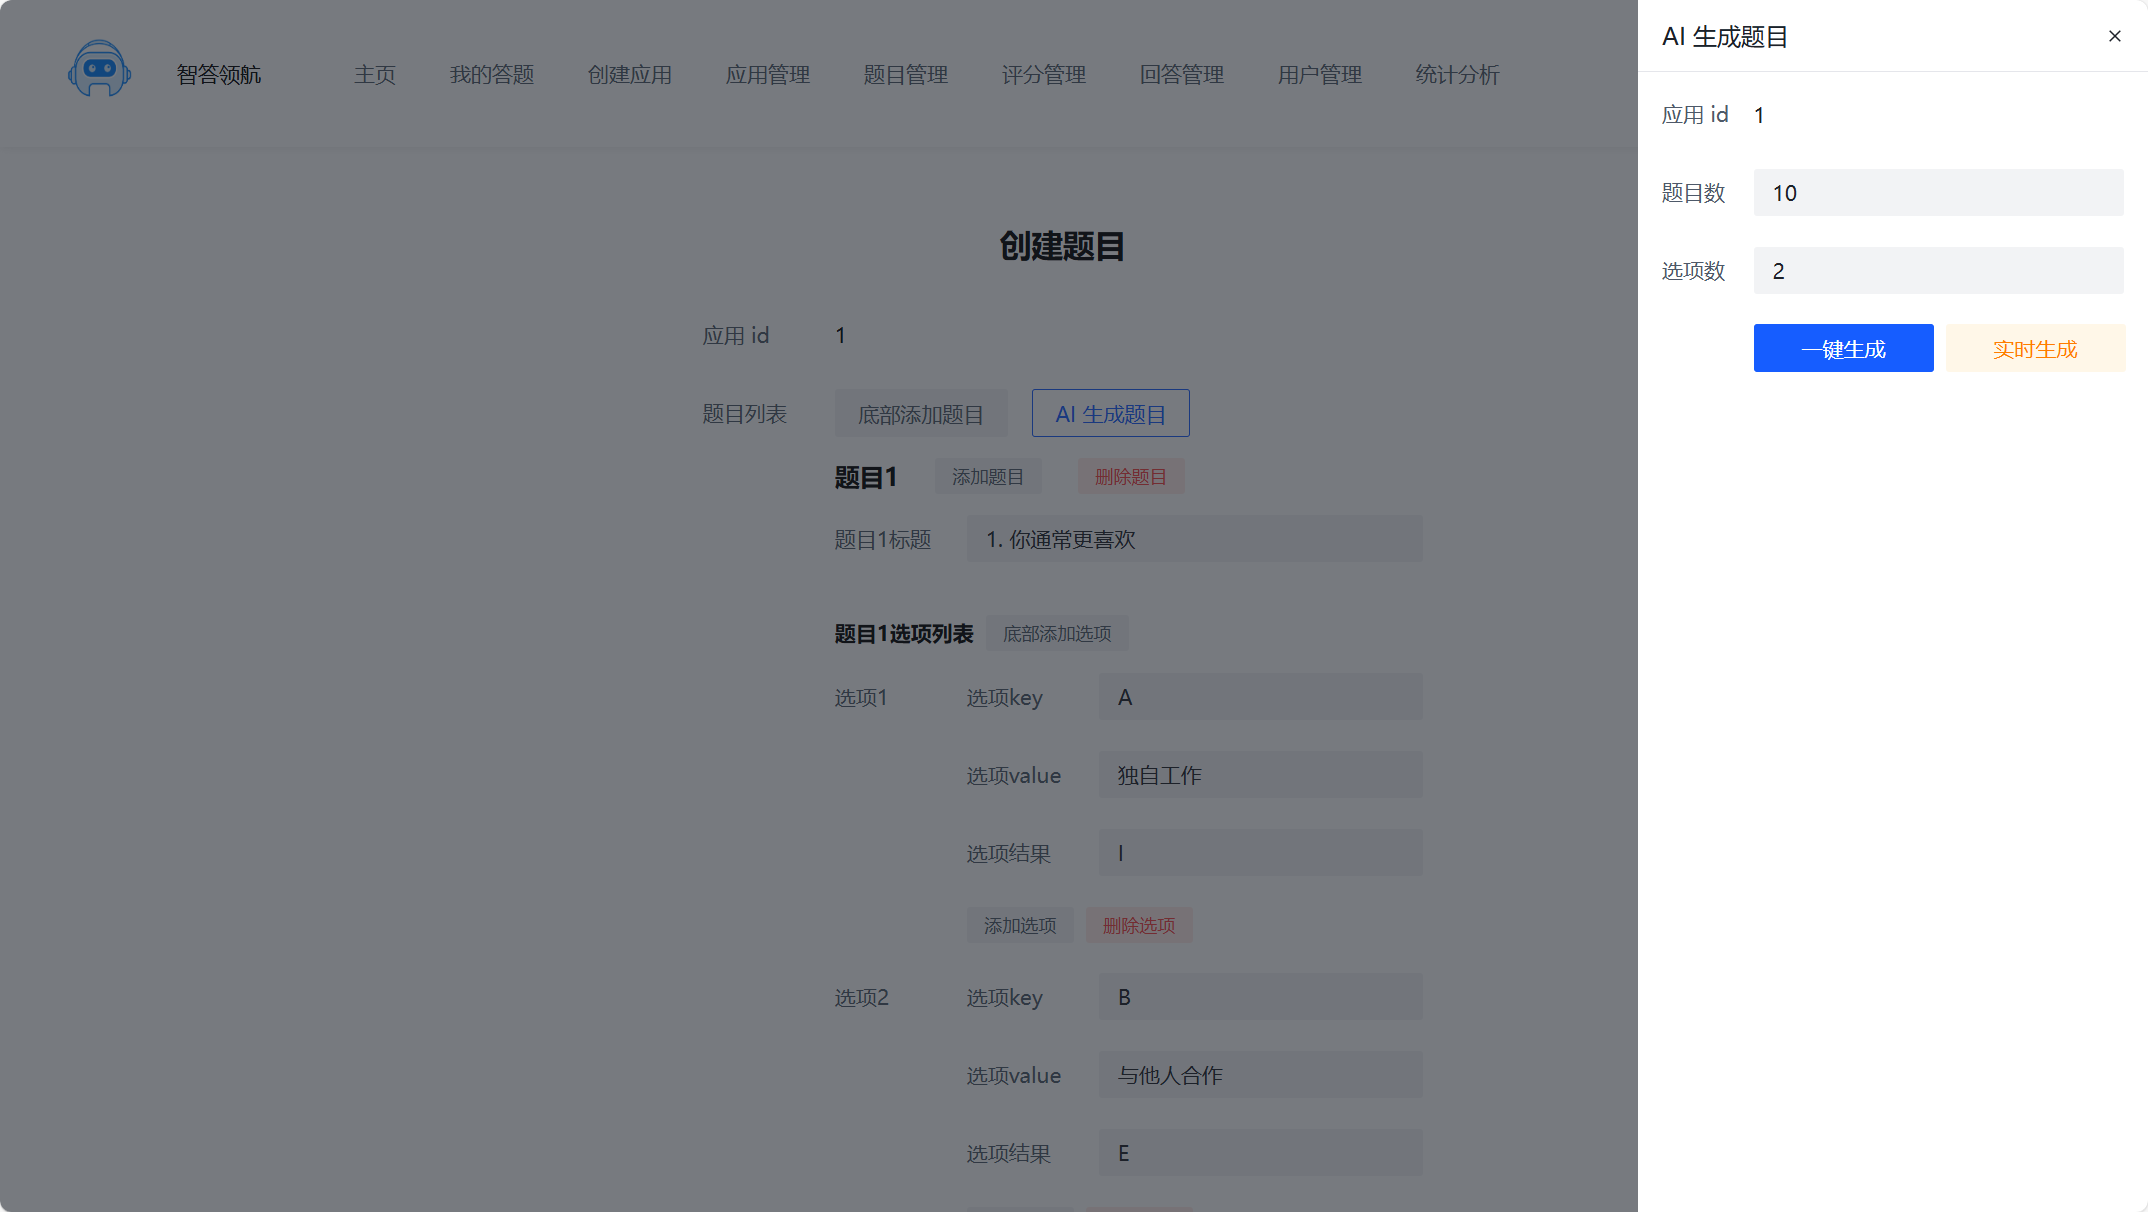 智答领航 主页 我的答题 创建应用 应用管理 题目管理 评分管理 回答管理 用户管理 统计分析
创建题目
应用 id 1
题目列表 底部添加题目 AI 生成题目
题目1 添加题目 删除题目
题目1标题 1. 你通常更喜欢
题目1选项列表 底部添加选项
选项1 选项key A
选项value 独自工作
选项结果 I
添加选项 删除选项
选项2 选项key B
选项value 与他人合作
选项结果 E
AI 生成题目
应用 id 1
题目数 10
选项数 2
一键生成 实时生成